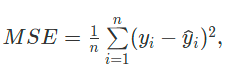 MSE = \frac{1}{n} \sum_{i=1}^{n} (y_i - \hat{y}_i)^2,